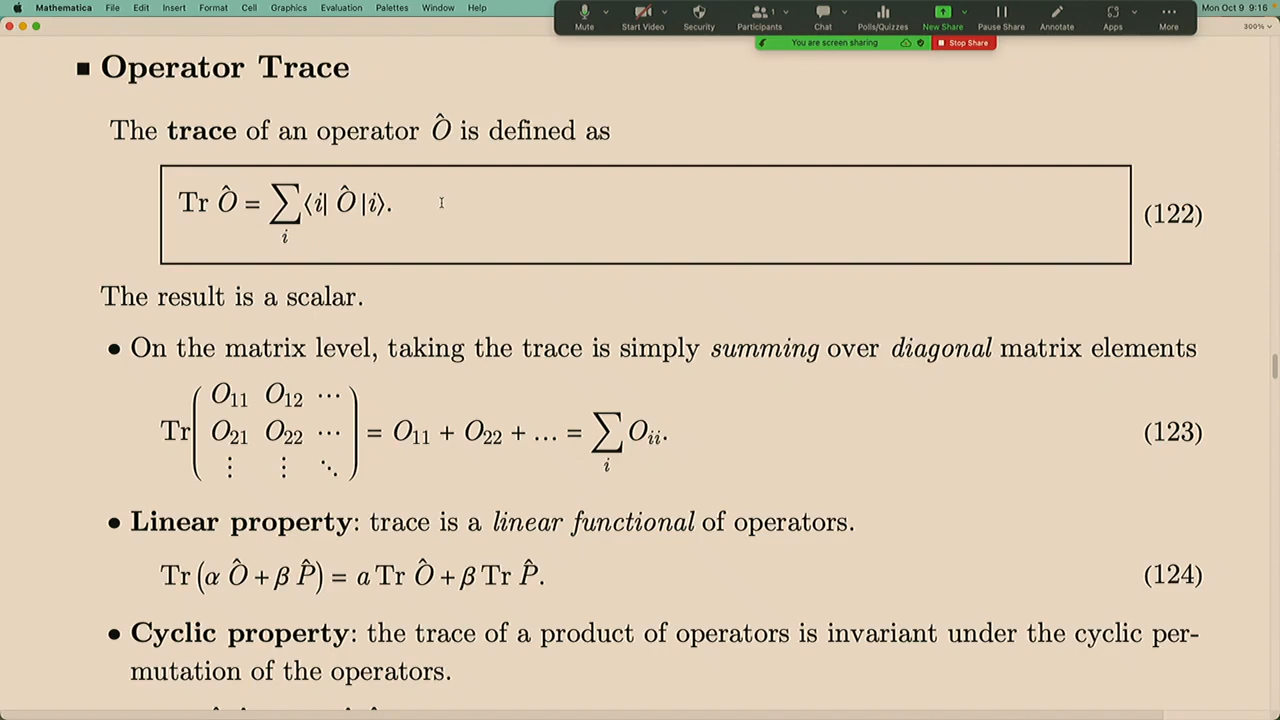 Mathematica File Edit Insert Format Cell Graphics Evaluation Palettes Window Help Mon Oct 9 9:16
Mute Start Video Security Participants 1 Chat Polls/Quizzes New Share Pause Share Annotate Apps More
You are screen sharing Stop Share
300%
■ Operator Trace
The trace of an operator Ô is defined as
Tr Ô = ∑_i ⟨i| Ô |i⟩. (122)
The result is a scalar.
• On the matrix level, taking the trace is simply summing over diagonal matrix elements
Tr ( O₁₁ O₁₂ ⋯
O₂₁ O₂₂ ⋯
⋮ ⋮ ⋱ ) = O₁₁ + O₂₂ + … = ∑_i O_ii. (123)
• Linear property: trace is a linear functional of operators.
Tr (α Ô + β P̂) = a Tr Ô + β Tr P̂. (124)
• Cyclic property: the trace of a product of operators is invariant under the cyclic per-
mutation of the operators.